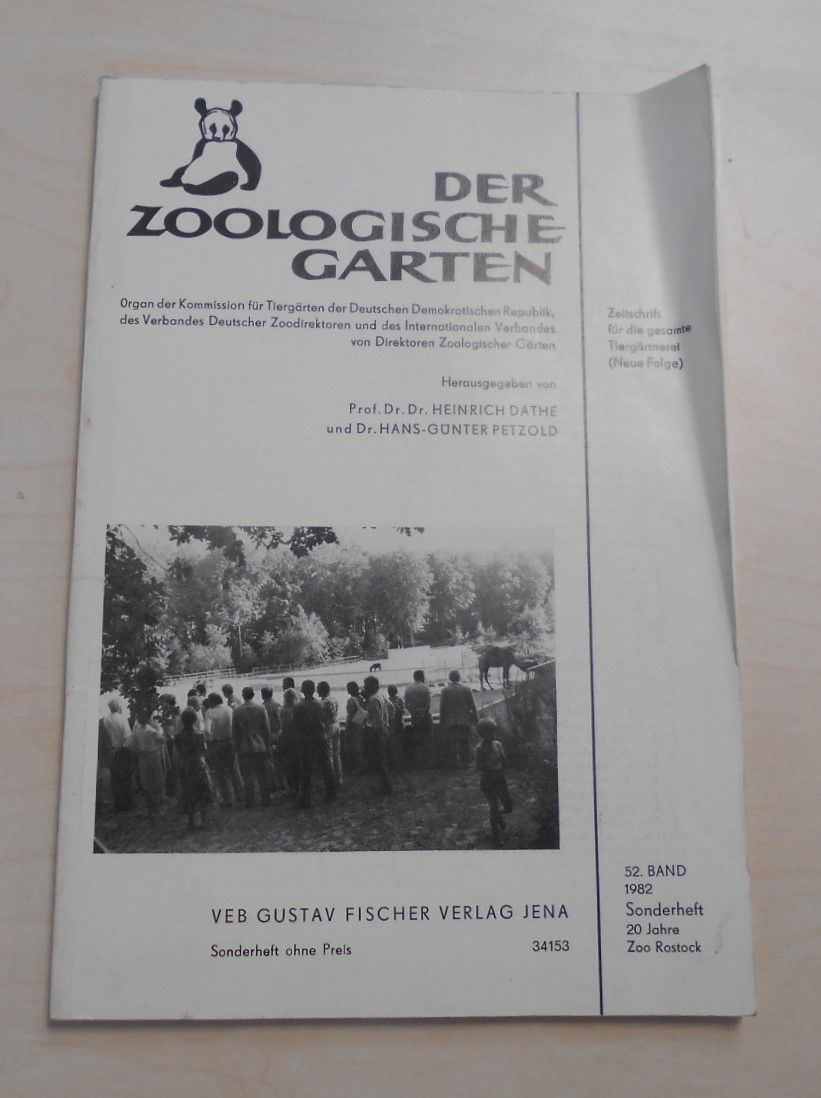 DER
ZOOLOGISCHE
GARTEN
Organ der Kommission für Tiergärten der Deutschen Demokratischen Republik,
des Verbandes Deutscher Zoodirektoren und des Internationalen Verbandes
von Direktoren Zoologischer Gärten
Herausgegeben von
Prof. Dr. Dr. HEINRICH DATHE
und Dr. HANS-GÜNTER PETZOLD
Zeitschrift
für die gesamte
Tiergärtnerei
(Neue Folge)
VEB GUSTAV FISCHER VERLAG JENA
Sonderheft ohne Preis
34153
52. BAND
1982
Sonderheft
20 Jahre
Zoo Rostock